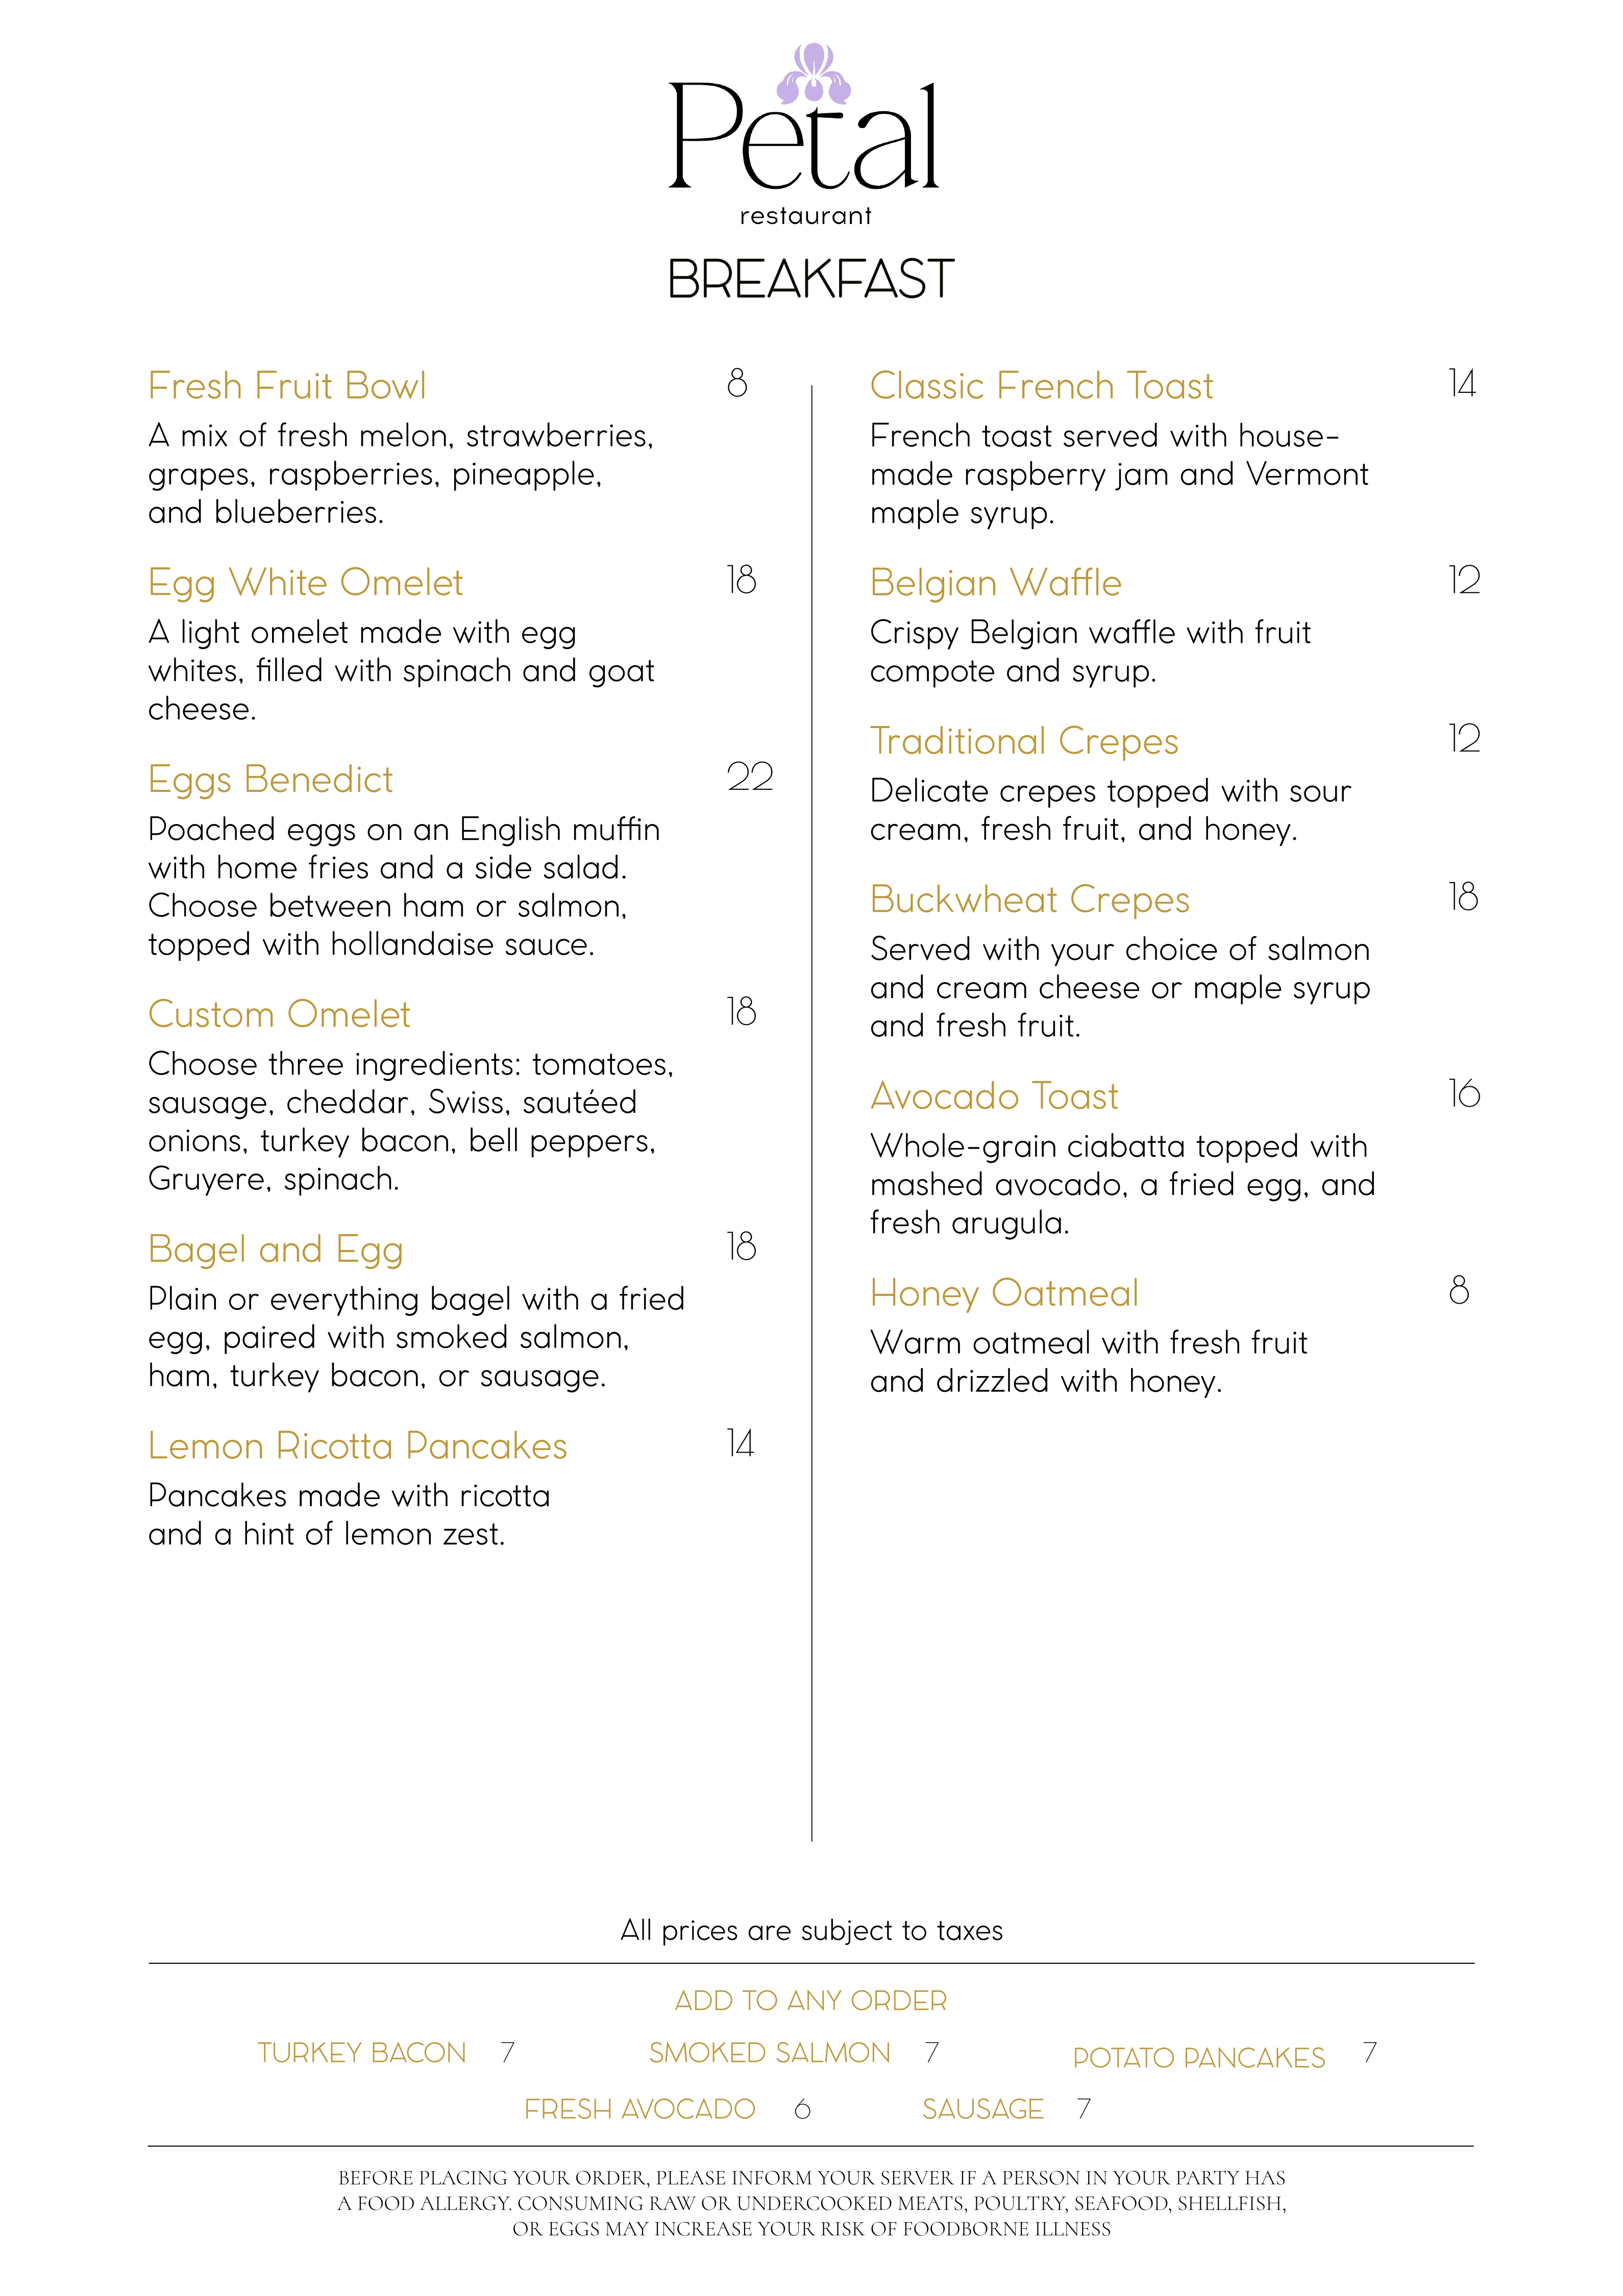 Petal
restaurant
BREAKFAST
Fresh Fruit Bowl 8
A mix of fresh melon, strawberries,
grapes, raspberries, pineapple,
and blueberries.
Egg White Omelet 18
A light omelet made with egg
whites, filled with spinach and goat
cheese.
Eggs Benedict 22
Poached eggs on an English muffin
with home fries and a side salad.
Choose between ham or salmon,
topped with hollandaise sauce.
Custom Omelet 18
Choose three ingredients: tomatoes,
sausage, cheddar, Swiss, sautéed
onions, turkey bacon, bell peppers,
Gruyere, spinach.
Bagel and Egg 18
Plain or everything bagel with a fried
egg, paired with smoked salmon,
ham, turkey bacon, or sausage.
Lemon Ricotta Pancakes 14
Pancakes made with ricotta
and a hint of lemon zest.
Classic French Toast 14
French toast served with house-
made raspberry jam and Vermont
maple syrup.
Belgian Waffle 12
Crispy Belgian waffle with fruit
compote and syrup.
Traditional Crepes 12
Delicate crepes topped with sour
cream, fresh fruit, and honey.
Buckwheat Crepes 18
Served with your choice of salmon
and cream cheese or maple syrup
and fresh fruit.
Avocado Toast 16
Whole-grain ciabatta topped with
mashed avocado, a fried egg, and
fresh arugula.
Honey Oatmeal 8
Warm oatmeal with fresh fruit
and drizzled with honey.
All prices are subject to taxes
ADD TO ANY ORDER
TURKEY BACON 7 SMOKED SALMON 7 POTATO PANCAKES 7
FRESH AVOCADO 6 SAUSAGE 7
BEFORE PLACING YOUR ORDER, PLEASE INFORM YOUR SERVER IF A PERSON IN YOUR PARTY HAS
A FOOD ALLERGY. CONSUMING RAW OR UNDERCOOKED MEATS, POULTRY, SEAFOOD, SHELLFISH,
OR EGGS MAY INCREASE YOUR RISK OF FOODBORNE ILLNESS